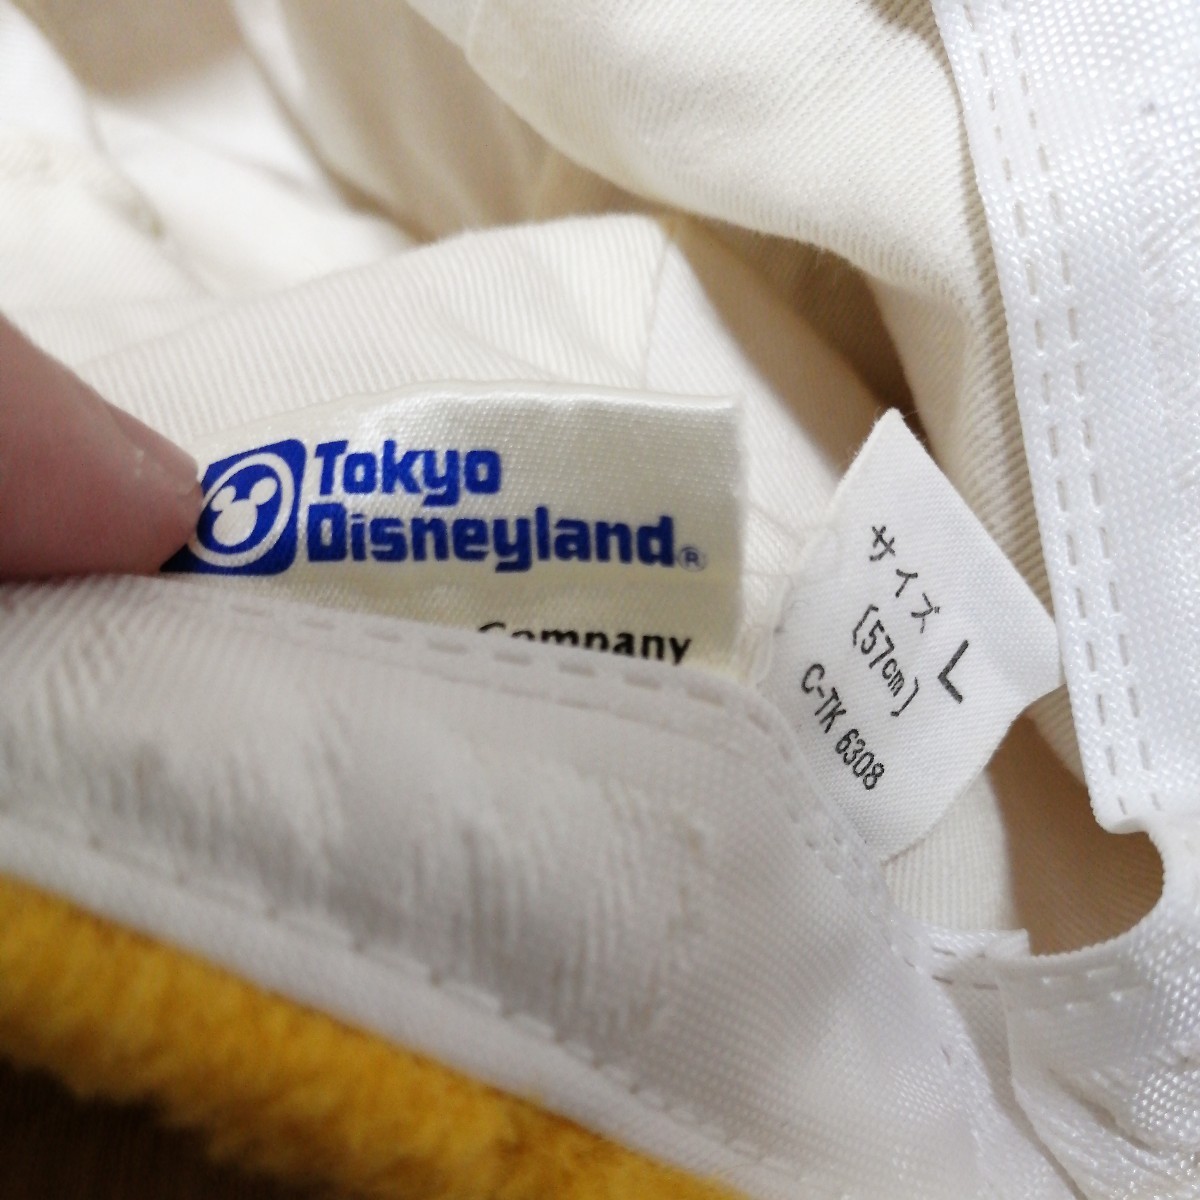 Tokyo
Disneyland®
Company
サイズ L
(57cm)
C-TK 6308